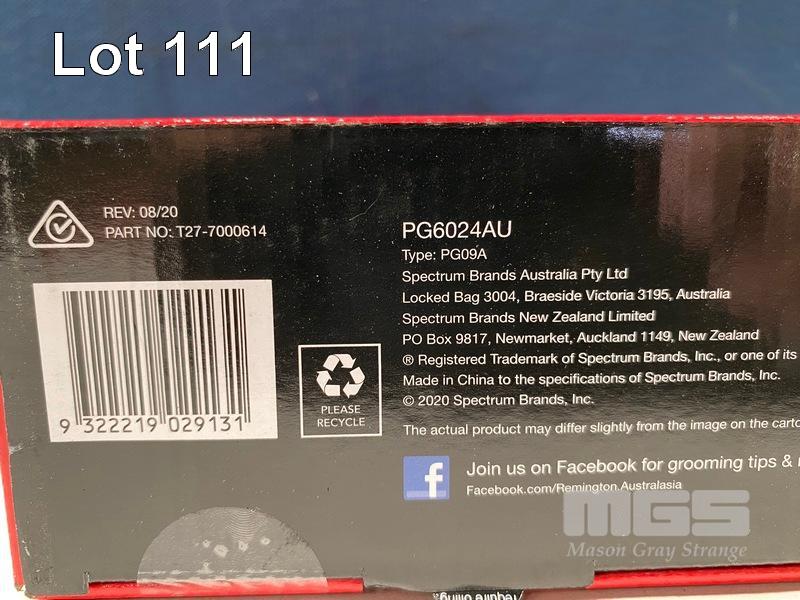 Lot 111
REV: 08/20
PART NO: T27-7000614
9 322219 029131
PLEASE
RECYCLE
PG6024AU
Type: PG09A
Spectrum Brands Australia Pty Ltd
Locked Bag 3004, Braeside Victoria 3195, Australia
Spectrum Brands New Zealand Limited
PO Box 9817, Newmarket, Auckland 1149, New Zealand
® Registered Trademark of Spectrum Brands, Inc., or one of its
Made in China to the specifications of Spectrum Brands, Inc.
© 2020 Spectrum Brands, Inc.
The actual product may differ slightly from the image on the
Join us on Facebook for grooming tips &
Facebook.com/Remington.Australasia
MGS
Mason Gray Strange
require oiling